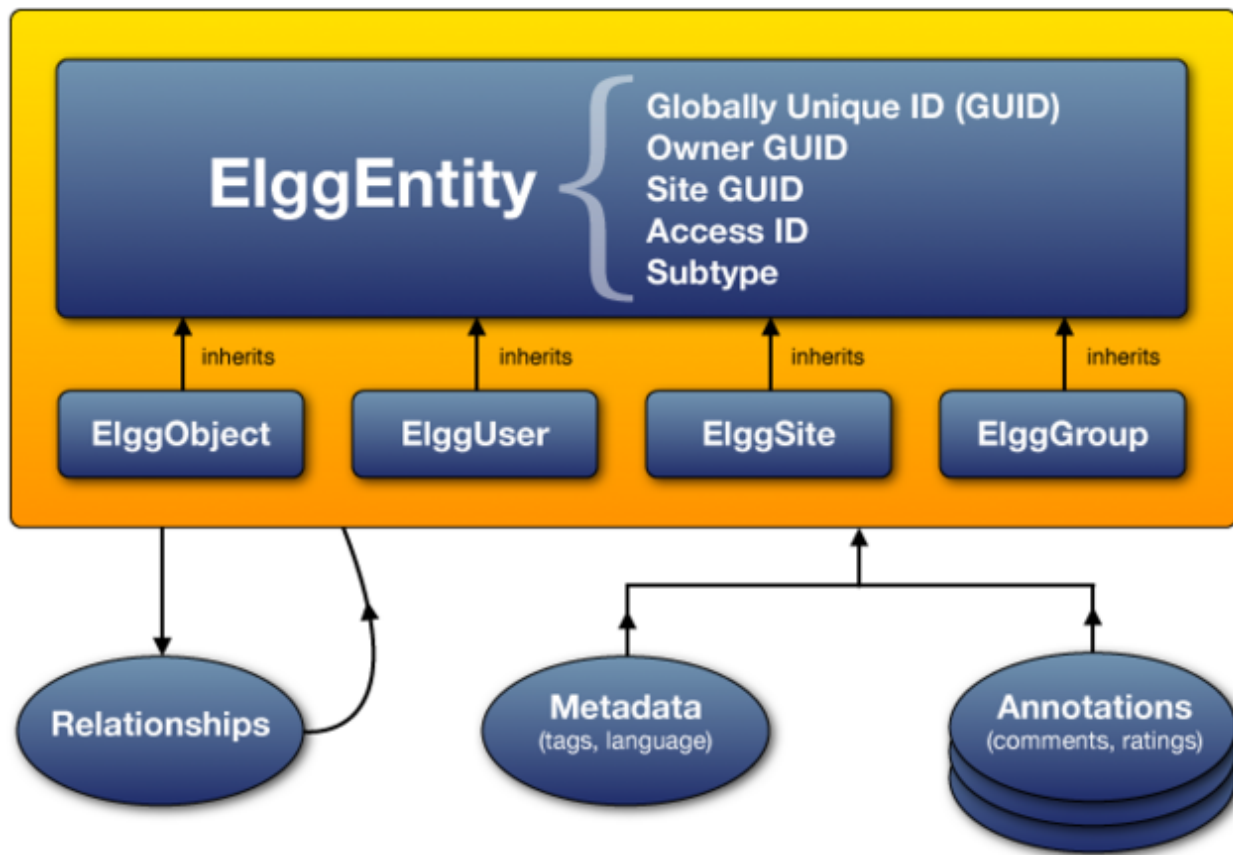 ElggEntity
Globally Unique ID (GUID)
Owner GUID
Site GUID
Access ID
Subtype
inherits
inherits
inherits
inherits
ElggObject
ElggUser
ElggSite
ElggGroup
Relationships
Metadata
(tags, language)
Annotations
(comments, ratings)